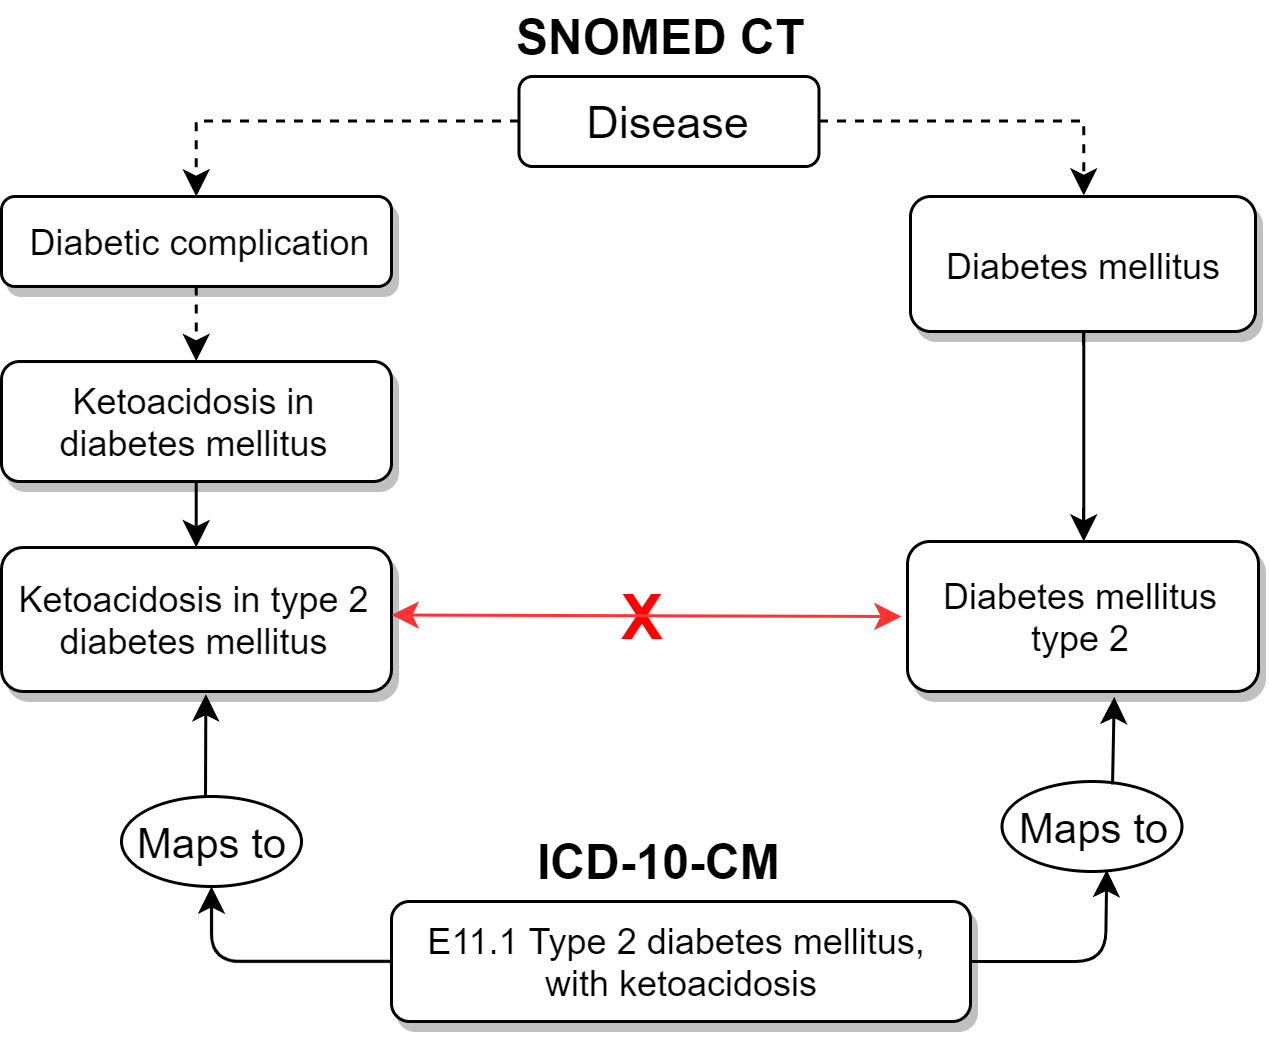 SNOMED CT
Disease
Diabetic complication
Diabetes mellitus
Ketoacidosis in
diabetes mellitus
Ketoacidosis in type 2
diabetes mellitus
X
Diabetes mellitus
type 2
Maps to
Maps to
ICD-10-CM
E11.1 Type 2 diabetes mellitus,
with ketoacidosis